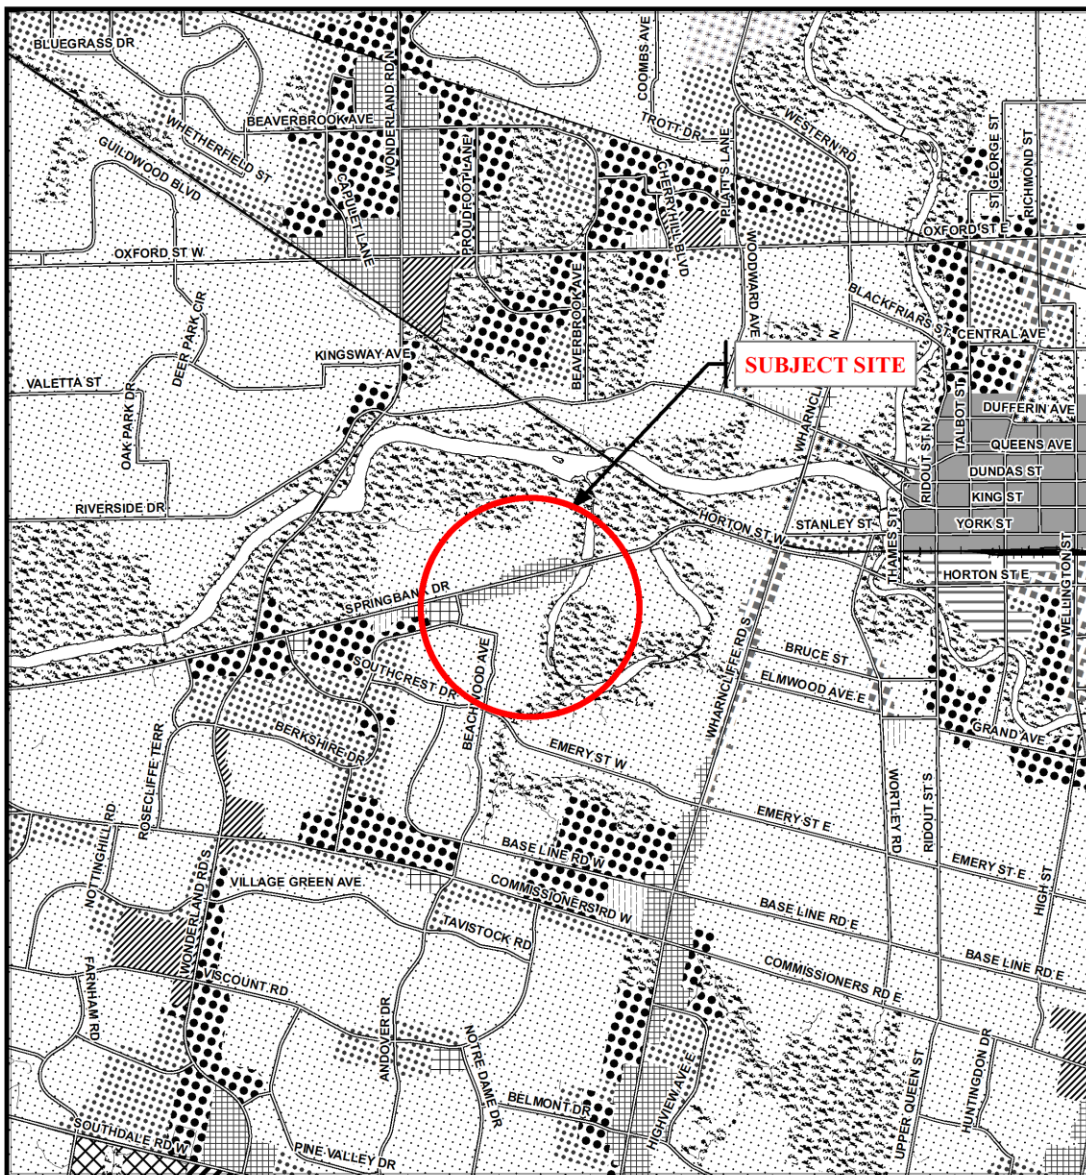 BLUEGRASS DR
WONDERLAND RD N
COOMBS AVE
BEAVERBROOK AVE
WHETHERFIELD ST
GUILDWOOD BLVD
TROTT DR
WESTERN RD
PLATT'S LANE
CHERRYHILL BLVD
ST GEORGE ST
RICHMOND ST
CAPULET LANE
PROUDFOOT LANE
OXFORD ST W
OXFORD ST E
WOODWARD AVE
BEAVERBROOK AVE
BLACKFRIARS ST
CENTRAL AVE
DEER PARK CIR
KINGSWAY AVE
SUBJECT SITE
VALETTA ST
OAK PARK DR
TALBOT ST
DUFFERIN AVE
QUEENS AVE
RIDOUT ST N
DUNDAS ST
KING ST
RIVERSIDE DR
HORTON ST W
STANLEY ST
YORK ST
THAMES ST
HORTON ST E
WELLINGTON ST
SPRINGBANK DR
SOUTHCREST DR
BEACHWOOD AVE
WHARNCLIFFE RD S
BRUCE ST
ELMWOOD AVE E
GRAND AVE
BERKSHIRE DR
ROSECLIFFE TERR
EMERY ST W
EMERY ST E
WORTLEY RD
RIDOUT ST S
EMERY ST E
HIGH ST
NOTTINGHILL RD
BASE LINE RD W
VILLAGE GREEN AVE
COMMISSIONERS RD W
BASE LINE RD E
BASE LINE RD E
WONDERLAND RD S
TAVISTOCK RD
COMMISSIONERS RD E
FARNHAM RD
VISCOUNT RD
ANDOVER DR
NOTRE DAME DR
HIGHVIEW AVE E
BELMONT DR
UPPER QUEEN ST
HUNTINGDON DR
SOUTHDALE RD W
PINE VALLEY DR